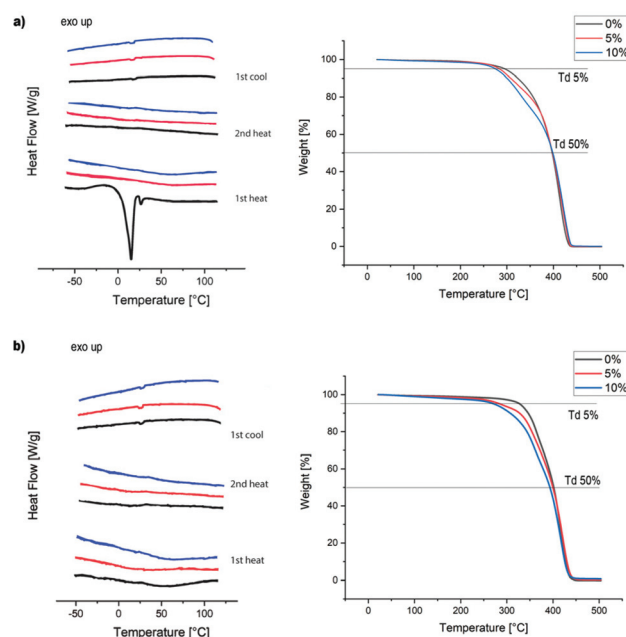 a)
exo up
1st cool
2nd heat
1st heat
Heat Flow [W/g]
-50
0
50
100
Temperature [°C]
0%
5%
10%
Td 5%
Td 50%
Weight [%]
100
80
60
40
20
0
0
100
200
300
400
500
Temperature [°C]
b)
exo up
1st cool
2nd heat
1st heat
Heat Flow [W/g]
-50
0
50
100
Temperature [°C]
0%
5%
10%
Td 5%
Td 50%
Weight [%]
100
80
60
40
20
0
0
100
200
300
400
500
Temperature [°C]